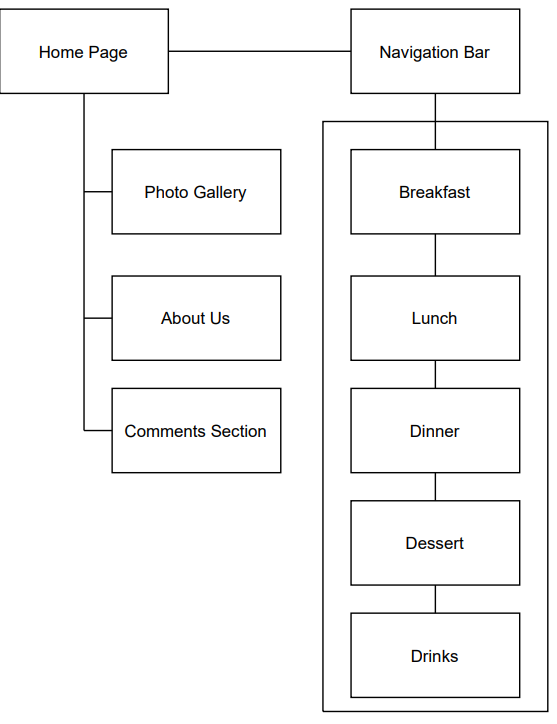 Home Page
Navigation Bar
Photo Gallery
Breakfast
About Us
Lunch
Comments Section
Dinner
Dessert
Drinks